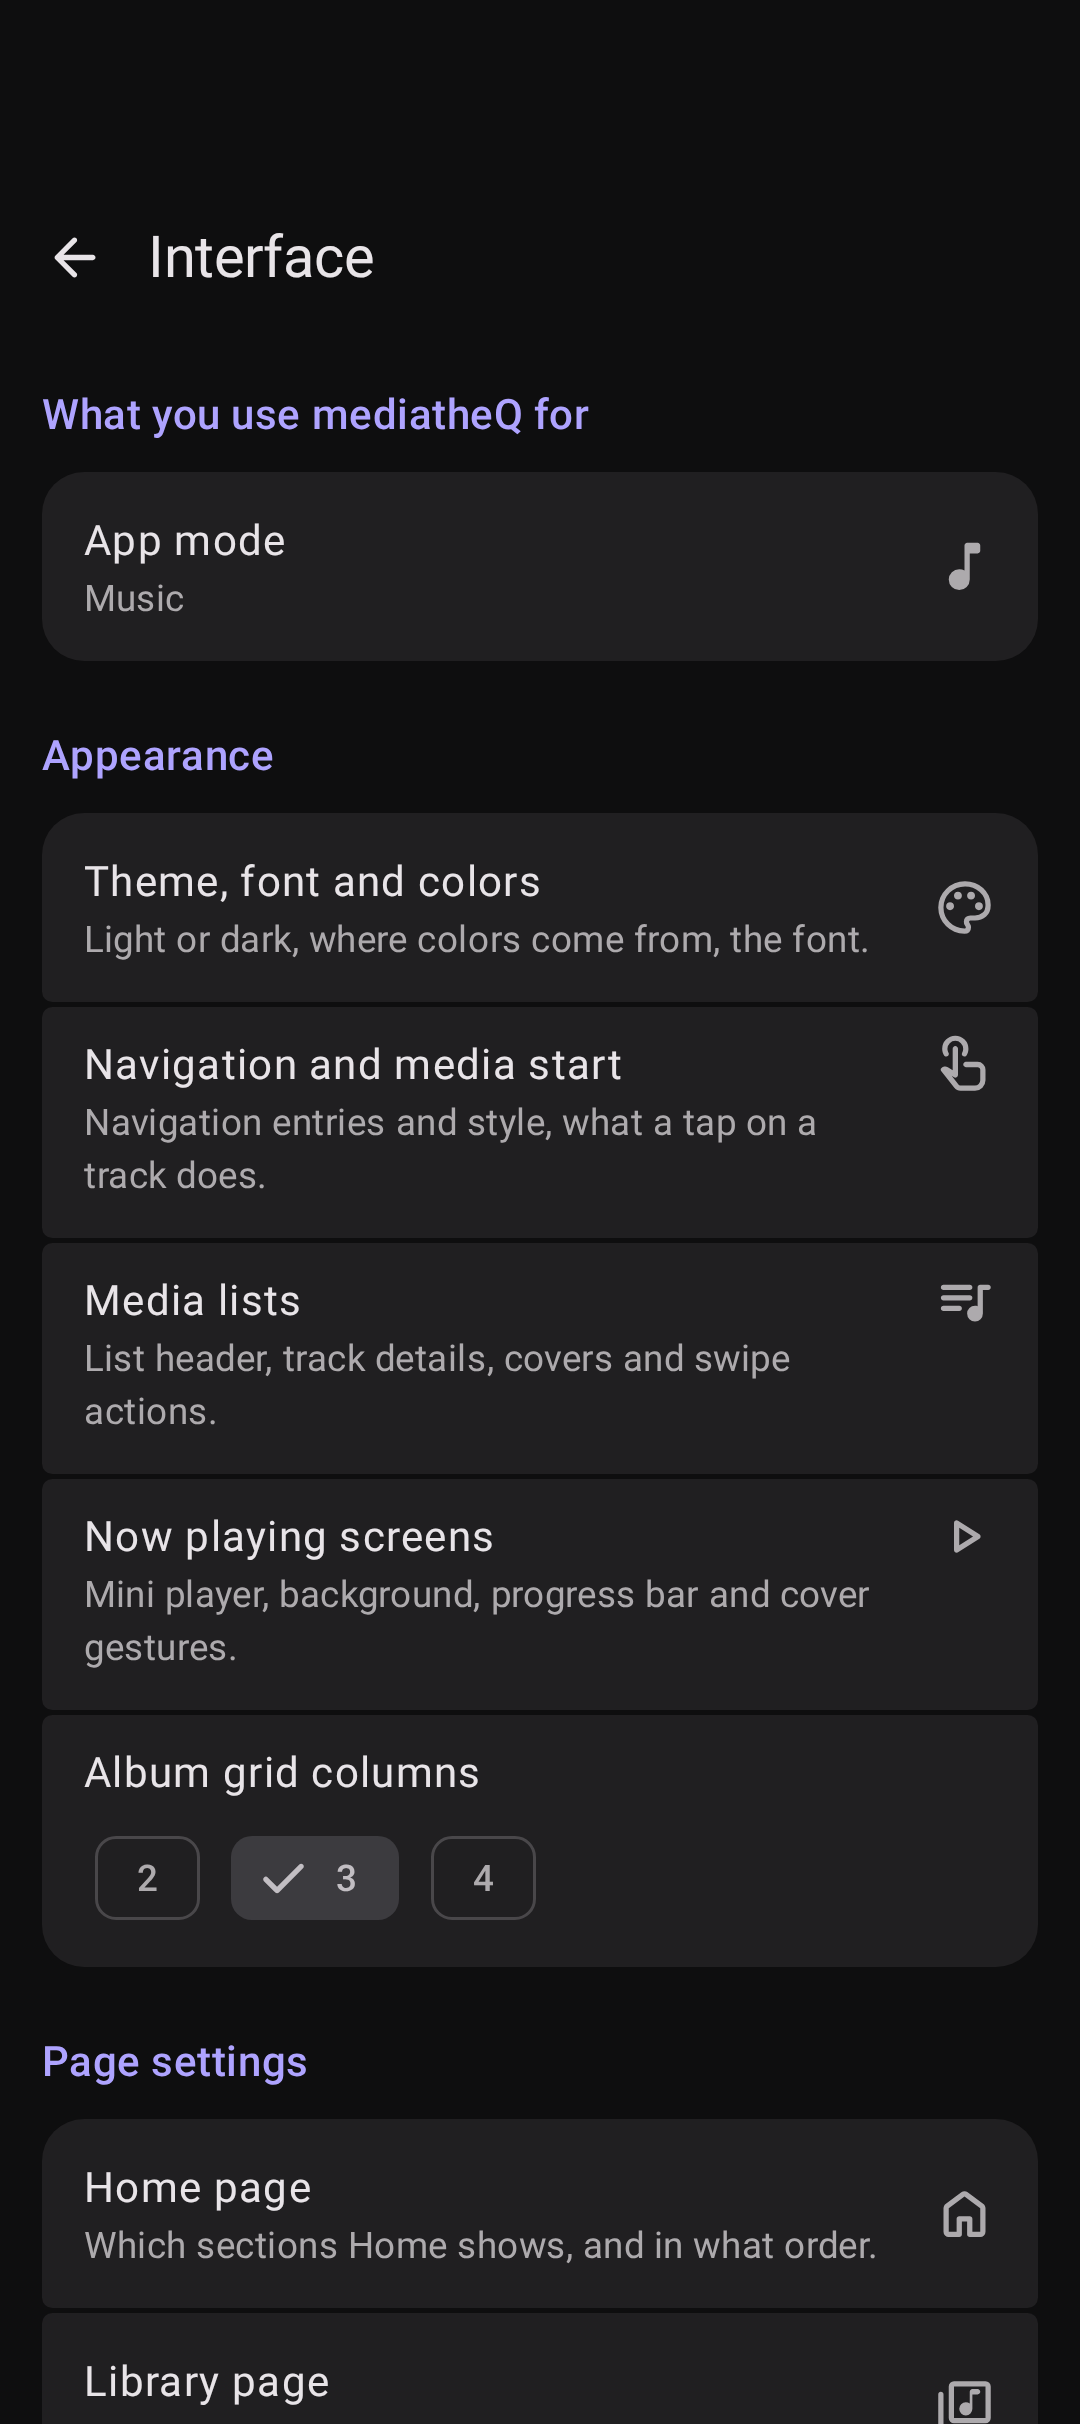 Interface
What you use mediatheQ for
App mode
Music
Appearance
Theme, font and colors
Light or dark, where colors come from, the font.
Navigation and media start
Navigation entries and style, what a tap on a
track does.
Media lists
List header, track details, covers and swipe
actions.
Now playing screens
Mini player, background, progress bar and cover
gestures.
Album grid columns
2
3
4
Page settings
Home page
Which sections Home shows, and in what order.
Library page